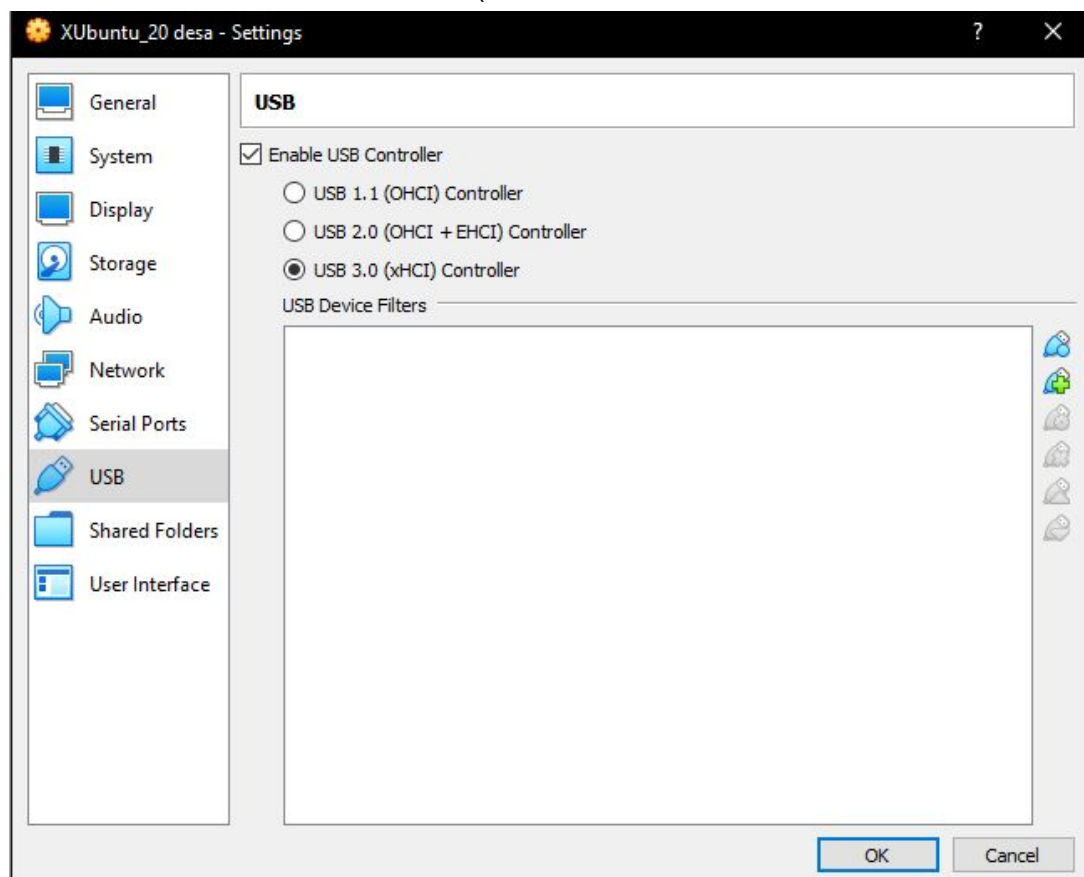 XUbuntu_20 desa - Settings
?
General
System
Display
Storage
Audio
Network
Serial Ports
USB
Shared Folders
User Interface
USB
Enable USB Controller
USB 1.1 (OHCI) Controller
USB 2.0 (OHCI + EHCI) Controller
USB 3.0 (xHCI) Controller
USB Device Filters
OK
Cancel